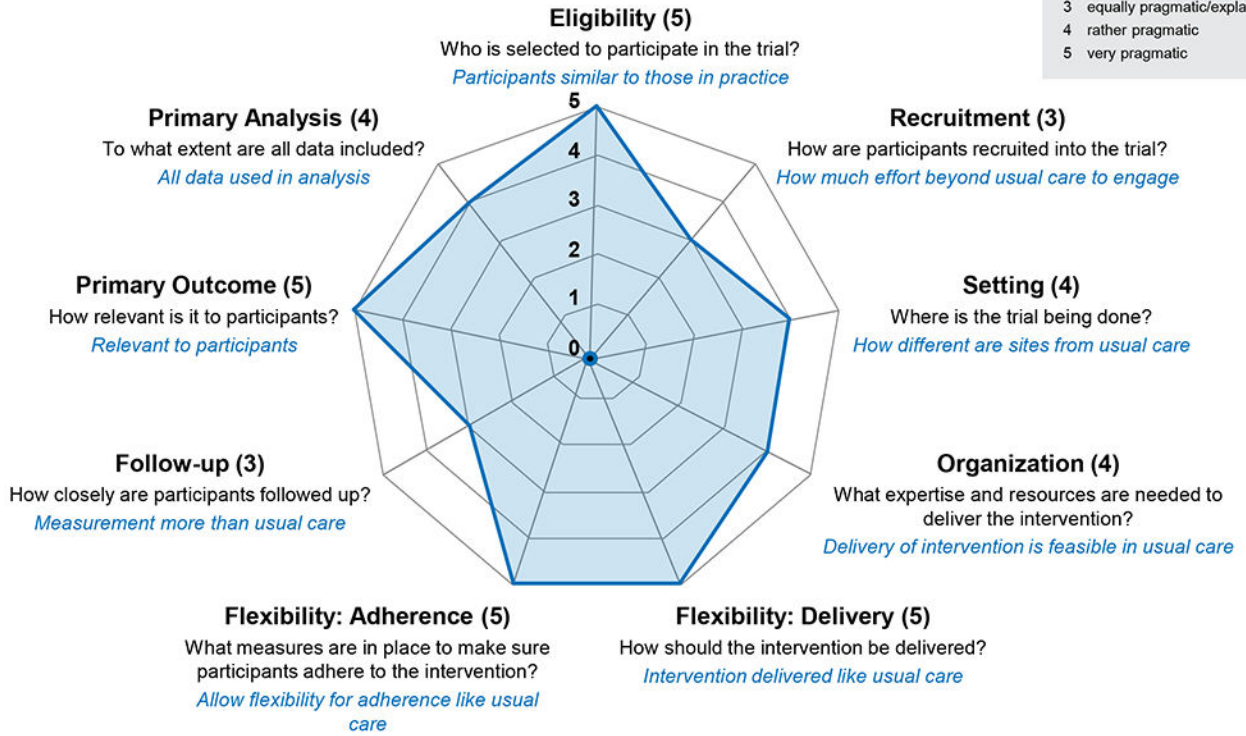 3 equally pragmatic/expla
4 rather pragmatic
5 very pragmatic
Eligibility (5)
Who is selected to participate in the trial?
Participants similar to those in practice
Primary Analysis (4)
To what extent are all data included?
All data used in analysis
Recruitment (3)
How are participants recruited into the trial?
How much effort beyond usual care to engage
5
4
3
2
1
0
Primary Outcome (5)
How relevant is it to participants?
Relevant to participants
Setting (4)
Where is the trial being done?
How different are sites from usual care
Follow-up (3)
How closely are participants followed up?
Measurement more than usual care
Organization (4)
What expertise and resources are needed to
deliver the intervention?
Delivery of intervention is feasible in usual care
Flexibility: Adherence (5)
What measures are in place to make sure
participants adhere to the intervention?
Allow flexibility for adherence like usual
care
Flexibility: Delivery (5)
How should the intervention be delivered?
Intervention delivered like usual care